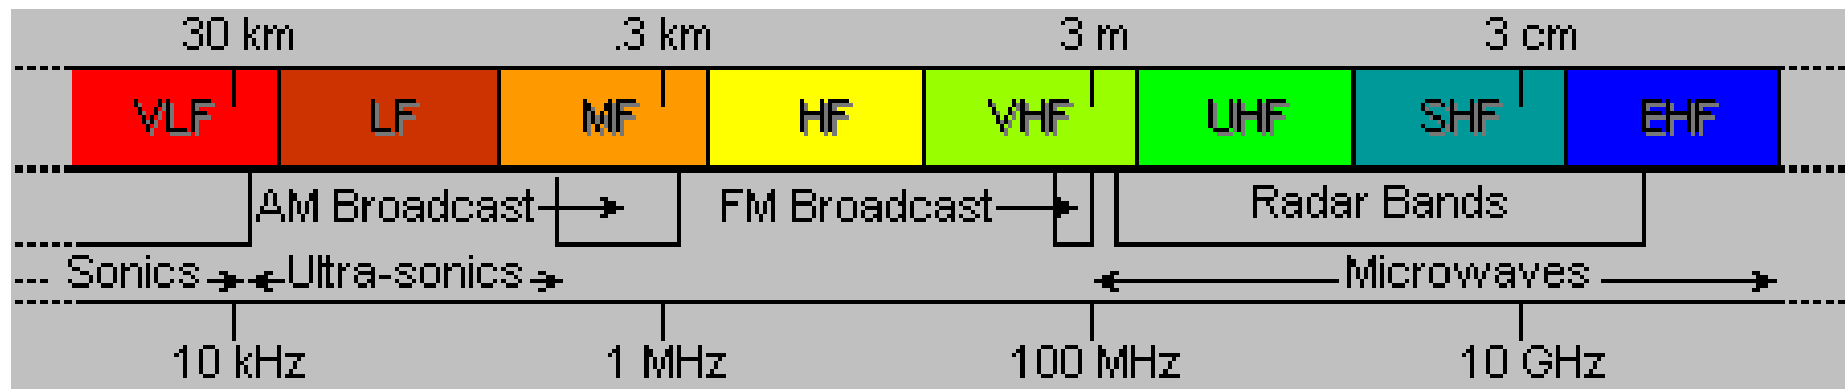 30 km .3 km 3 m 3 cm
VLF LF MF HF VHF UHF SHF EHF
AM Broadcast FM Broadcast Radar Bands
Sonics Ultra-sonics Microwaves
10 kHz 1 MHz 100 MHz 10 GHz